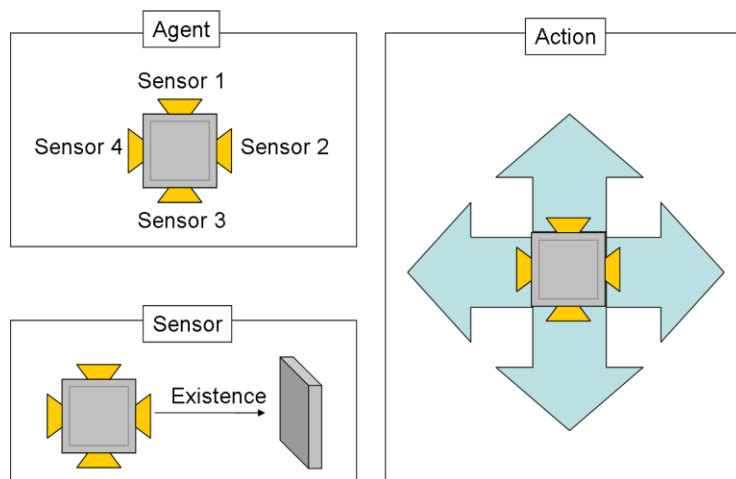 Agent
Sensor 1
Sensor 4
Sensor 2
Sensor 3
Sensor
Existence
Action